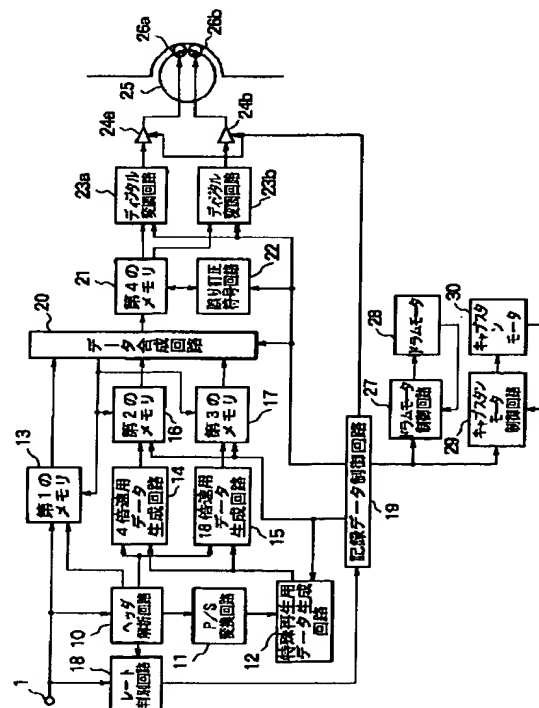 1
18
レート
判別回路
10
ヘッダ
解析回路
11
P/S
変換回路
12
特殊再生用
データ生成
回路
13
第1の
メモリ
14
4倍速用
データ
生成回路
15
18倍速用
データ
生成回路
16
第2の
メモリ
17
第3の
メモリ
19
記録データ制御回路
20
データ合成回路
21
第4の
メモリ
22
誤り訂正
符号回路
23a
ディジタル
変調回路
23b
ディジタル
変調回路
24a
24b
25
26a
26b
27
ドラムモータ
制御回路
28
ドラムモータ
29
キャプスタン
モータ
制御回路
30
キャプスタン
モータ